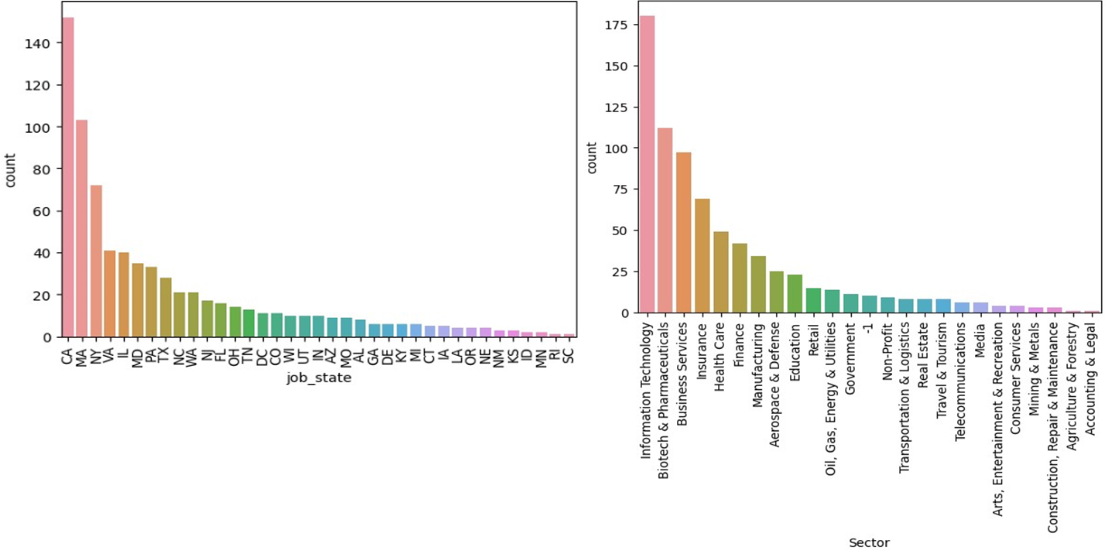 140
120
100
80
60
40
20
0
count
CA MA NY VA IL MD PA TX NC WA NJ FL OH TN DC CO WI UT IN AZ MO AL GA DE KY MI CT IA LA OR NE NM KS ID MN RI SC
job_state
175
150
125
100
75
50
25
0
count
Information Technology
Biotech & Pharmaceuticals
Business Services
Insurance
Health Care
Finance
Manufacturing
Aerospace & Defense
Education
Retail
Oil, Gas, Energy & Utilities
Government
-1
Non-Profit
Transportation & Logistics
Real Estate
Travel & Tourism
Telecommunications
Media
Arts, Entertainment & Recreation
Consumer Services
Mining & Metals
Construction, Repair & Maintenance
Agriculture & Forestry
Accounting & Legal
Sector